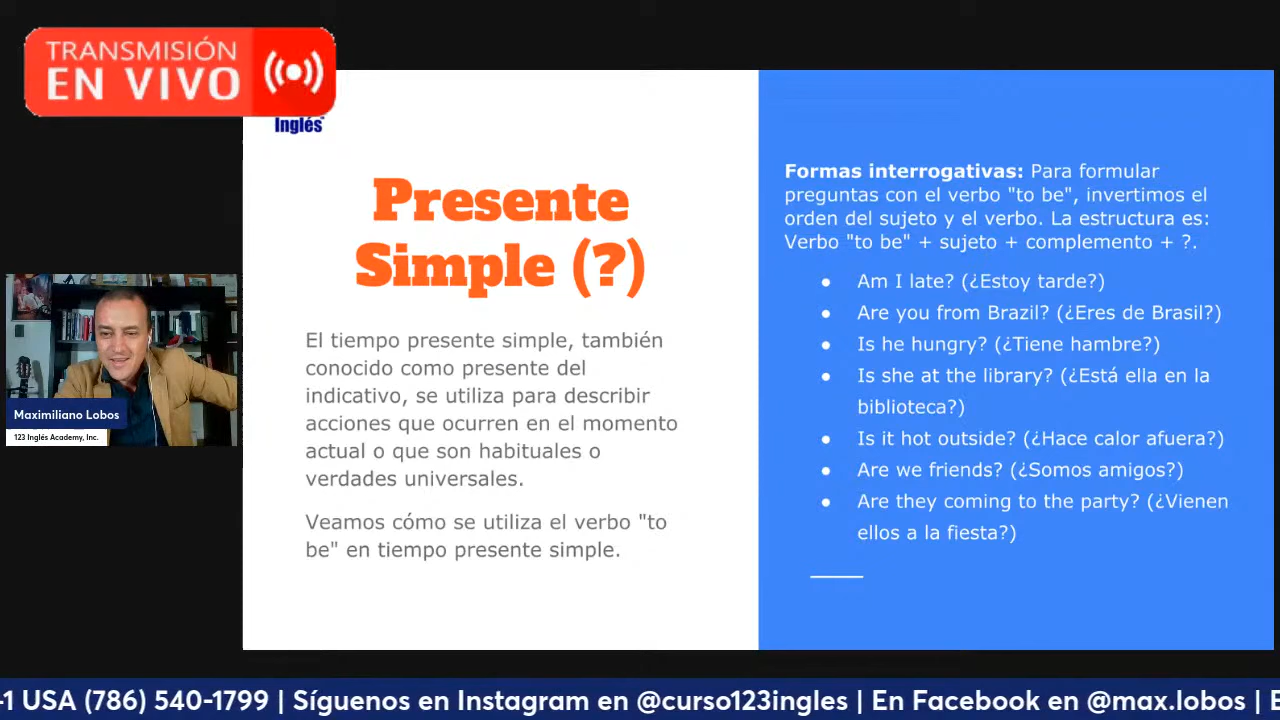 TRANSMISIÓN
EN VIVO
Inglés
Presente
Simple (?)
El tiempo presente simple, también
conocido como presente del
indicativo, se utiliza para describir
acciones que ocurren en el momento
actual o que son habituales o
verdades universales.
Veamos cómo se utiliza el verbo "to
be" en tiempo presente simple.
Formas interrogativas: Para formular
preguntas con el verbo "to be", invertimos el
orden del sujeto y el verbo. La estructura es:
Verbo "to be" + sujeto + complemento + ?.
● Am I late? (¿Estoy tarde?)
● Are you from Brazil? (¿Eres de Brasil?)
● Is he hungry? (¿Tiene hambre?)
● Is she at the library? (¿Está ella en la
biblioteca?)
● Is it hot outside? (¿Hace calor afuera?)
● Are we friends? (¿Somos amigos?)
● Are they coming to the party? (¿Vienen
ellos a la fiesta?)
Maximiliano Lobos
123 Inglés Academy, Inc.
-1 USA (786) 540-1799 | Síguenos en Instagram en @curso123ingles | En Facebook en @max.lobos |